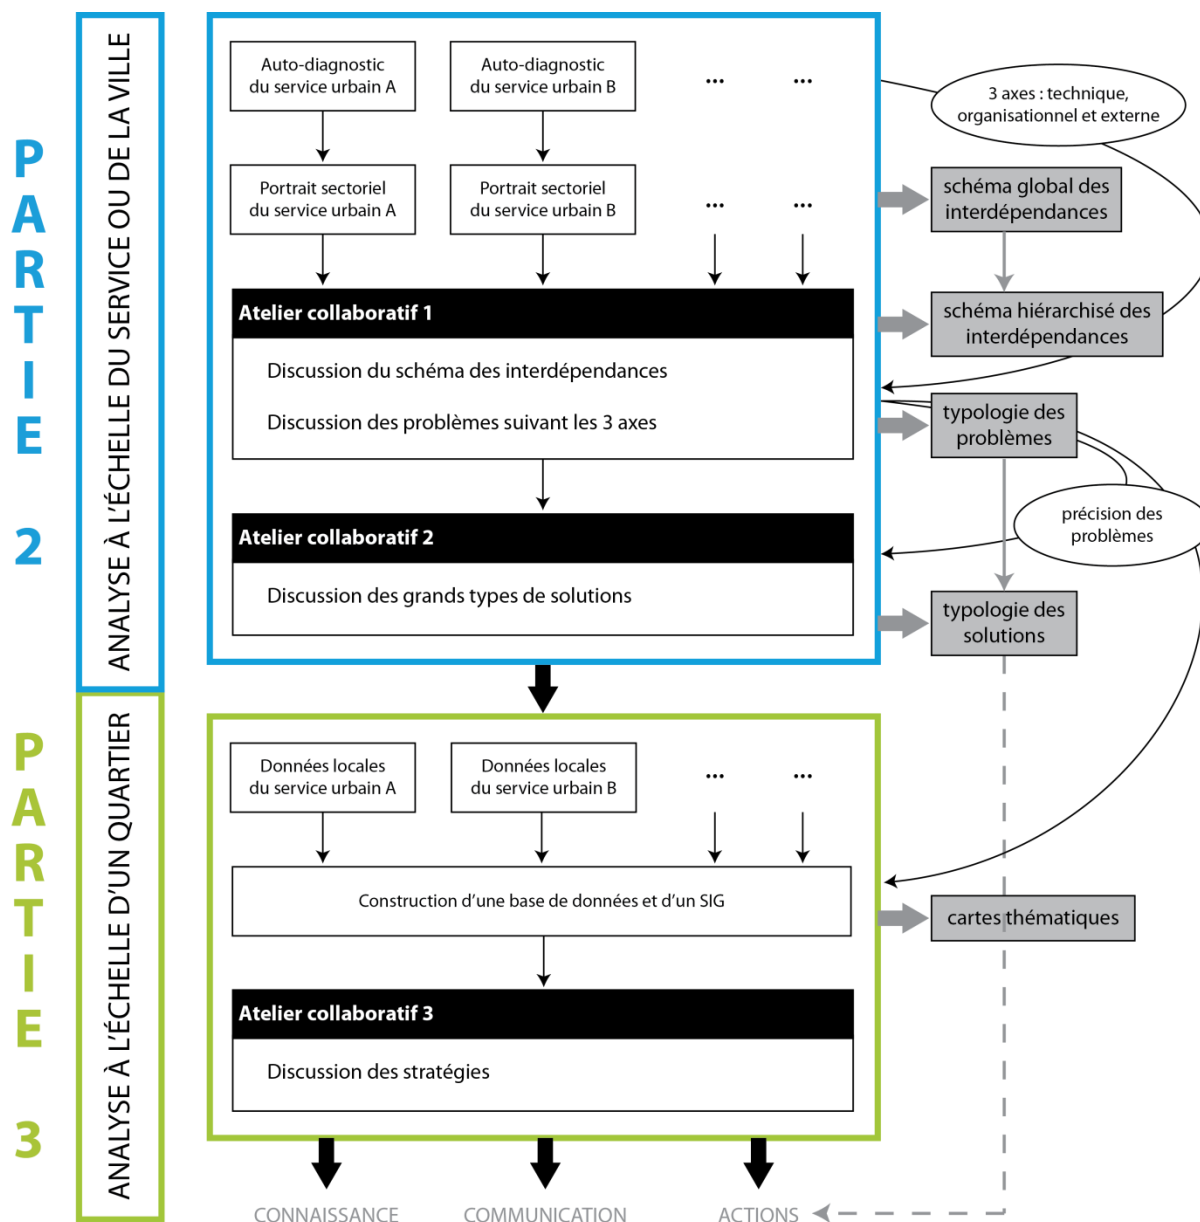 PARTIE 2
ANALYSE À L'ÉCHELLE DU SERVICE OU DE LA VILLE
Auto-diagnostic
du service urbain A
Auto-diagnostic
du service urbain B
... ...
3 axes : technique,
organisationnel et externe
Portrait sectoriel
du service urbain A
Portrait sectoriel
du service urbain B
... ...
schéma global des
interdépendances
Atelier collaboratif 1
schéma hiérarchisé des
interdépendances
Discussion du schéma des interdépendances
Discussion des problèmes suivant les 3 axes
typologie des
problèmes
précision des
problèmes
Atelier collaboratif 2
Discussion des grands types de solutions
typologie des
solutions
PARTIE 3
ANALYSE À L'ÉCHELLE D'UN QUARTIER
Données locales
du service urbain A
Données locales
du service urbain B
... ...
Construction d'une base de données et d'un SIG
cartes thématiques
Atelier collaboratif 3
Discussion des stratégies
CONNAISSANCE
COMMUNICATION
ACTIONS